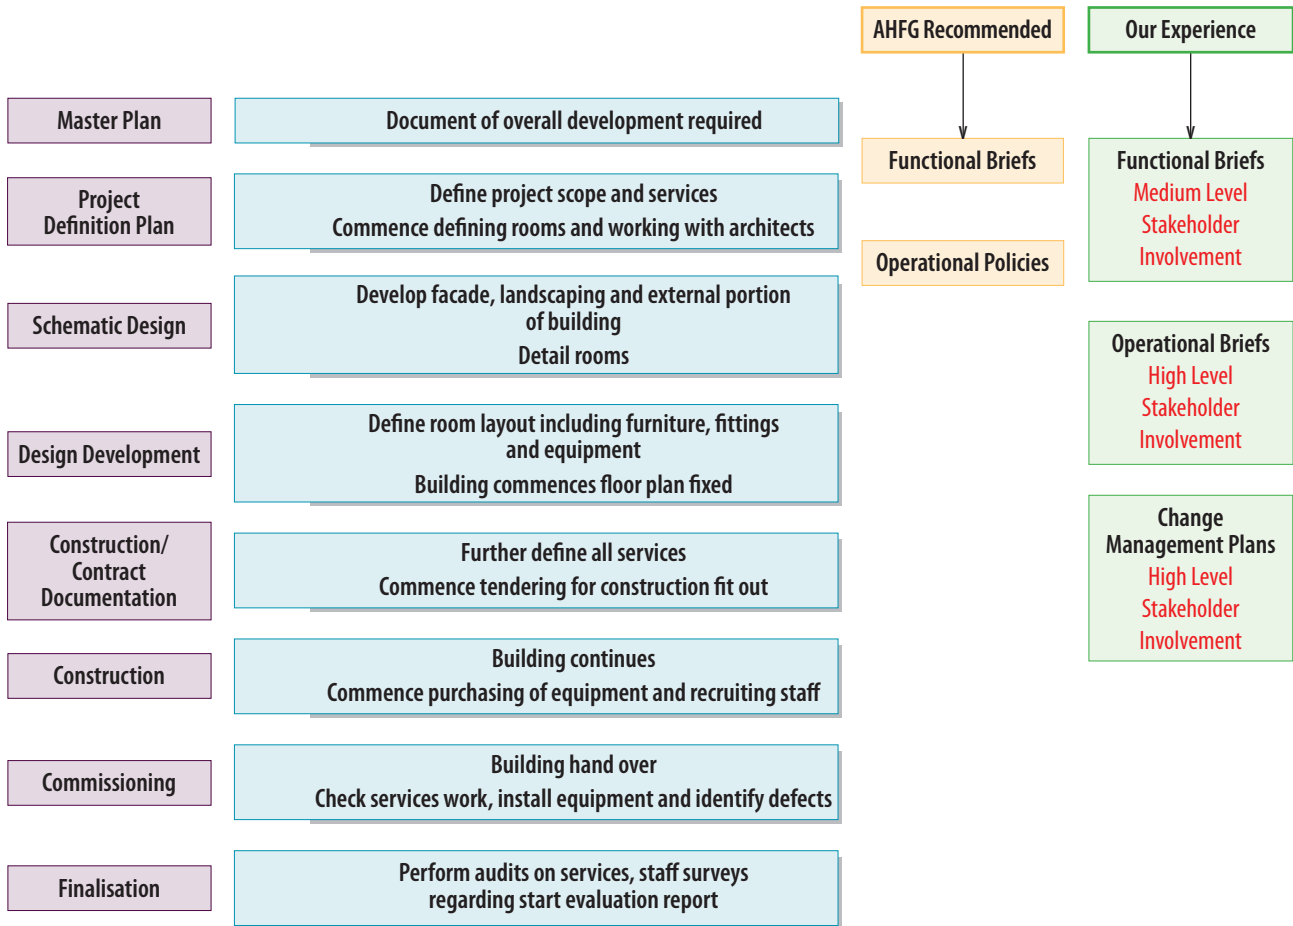 AHFG Recommended
Our Experience
Master Plan
Document of overall development required
Functional Briefs
Functional Briefs
Medium Level
Stakeholder
Involvement
Project
Definition Plan
Define project scope and services
Commence defining rooms and working with architects
Operational Policies
Schematic Design
Develop facade, landscaping and external portion
of building
Detail rooms
Operational Briefs
High Level
Stakeholder
Involvement
Design Development
Define room layout including furniture, fittings
and equipment
Building commences floor plan fixed
Change
Management Plans
High Level
Stakeholder
Involvement
Construction/
Contract
Documentation
Further define all services
Commence tendering for construction fit out
Construction
Building continues
Commence purchasing of equipment and recruiting staff
Commissioning
Building hand over
Check services work, install equipment and identify defects
Finalisation
Perform audits on services, staff surveys
regarding start evaluation report